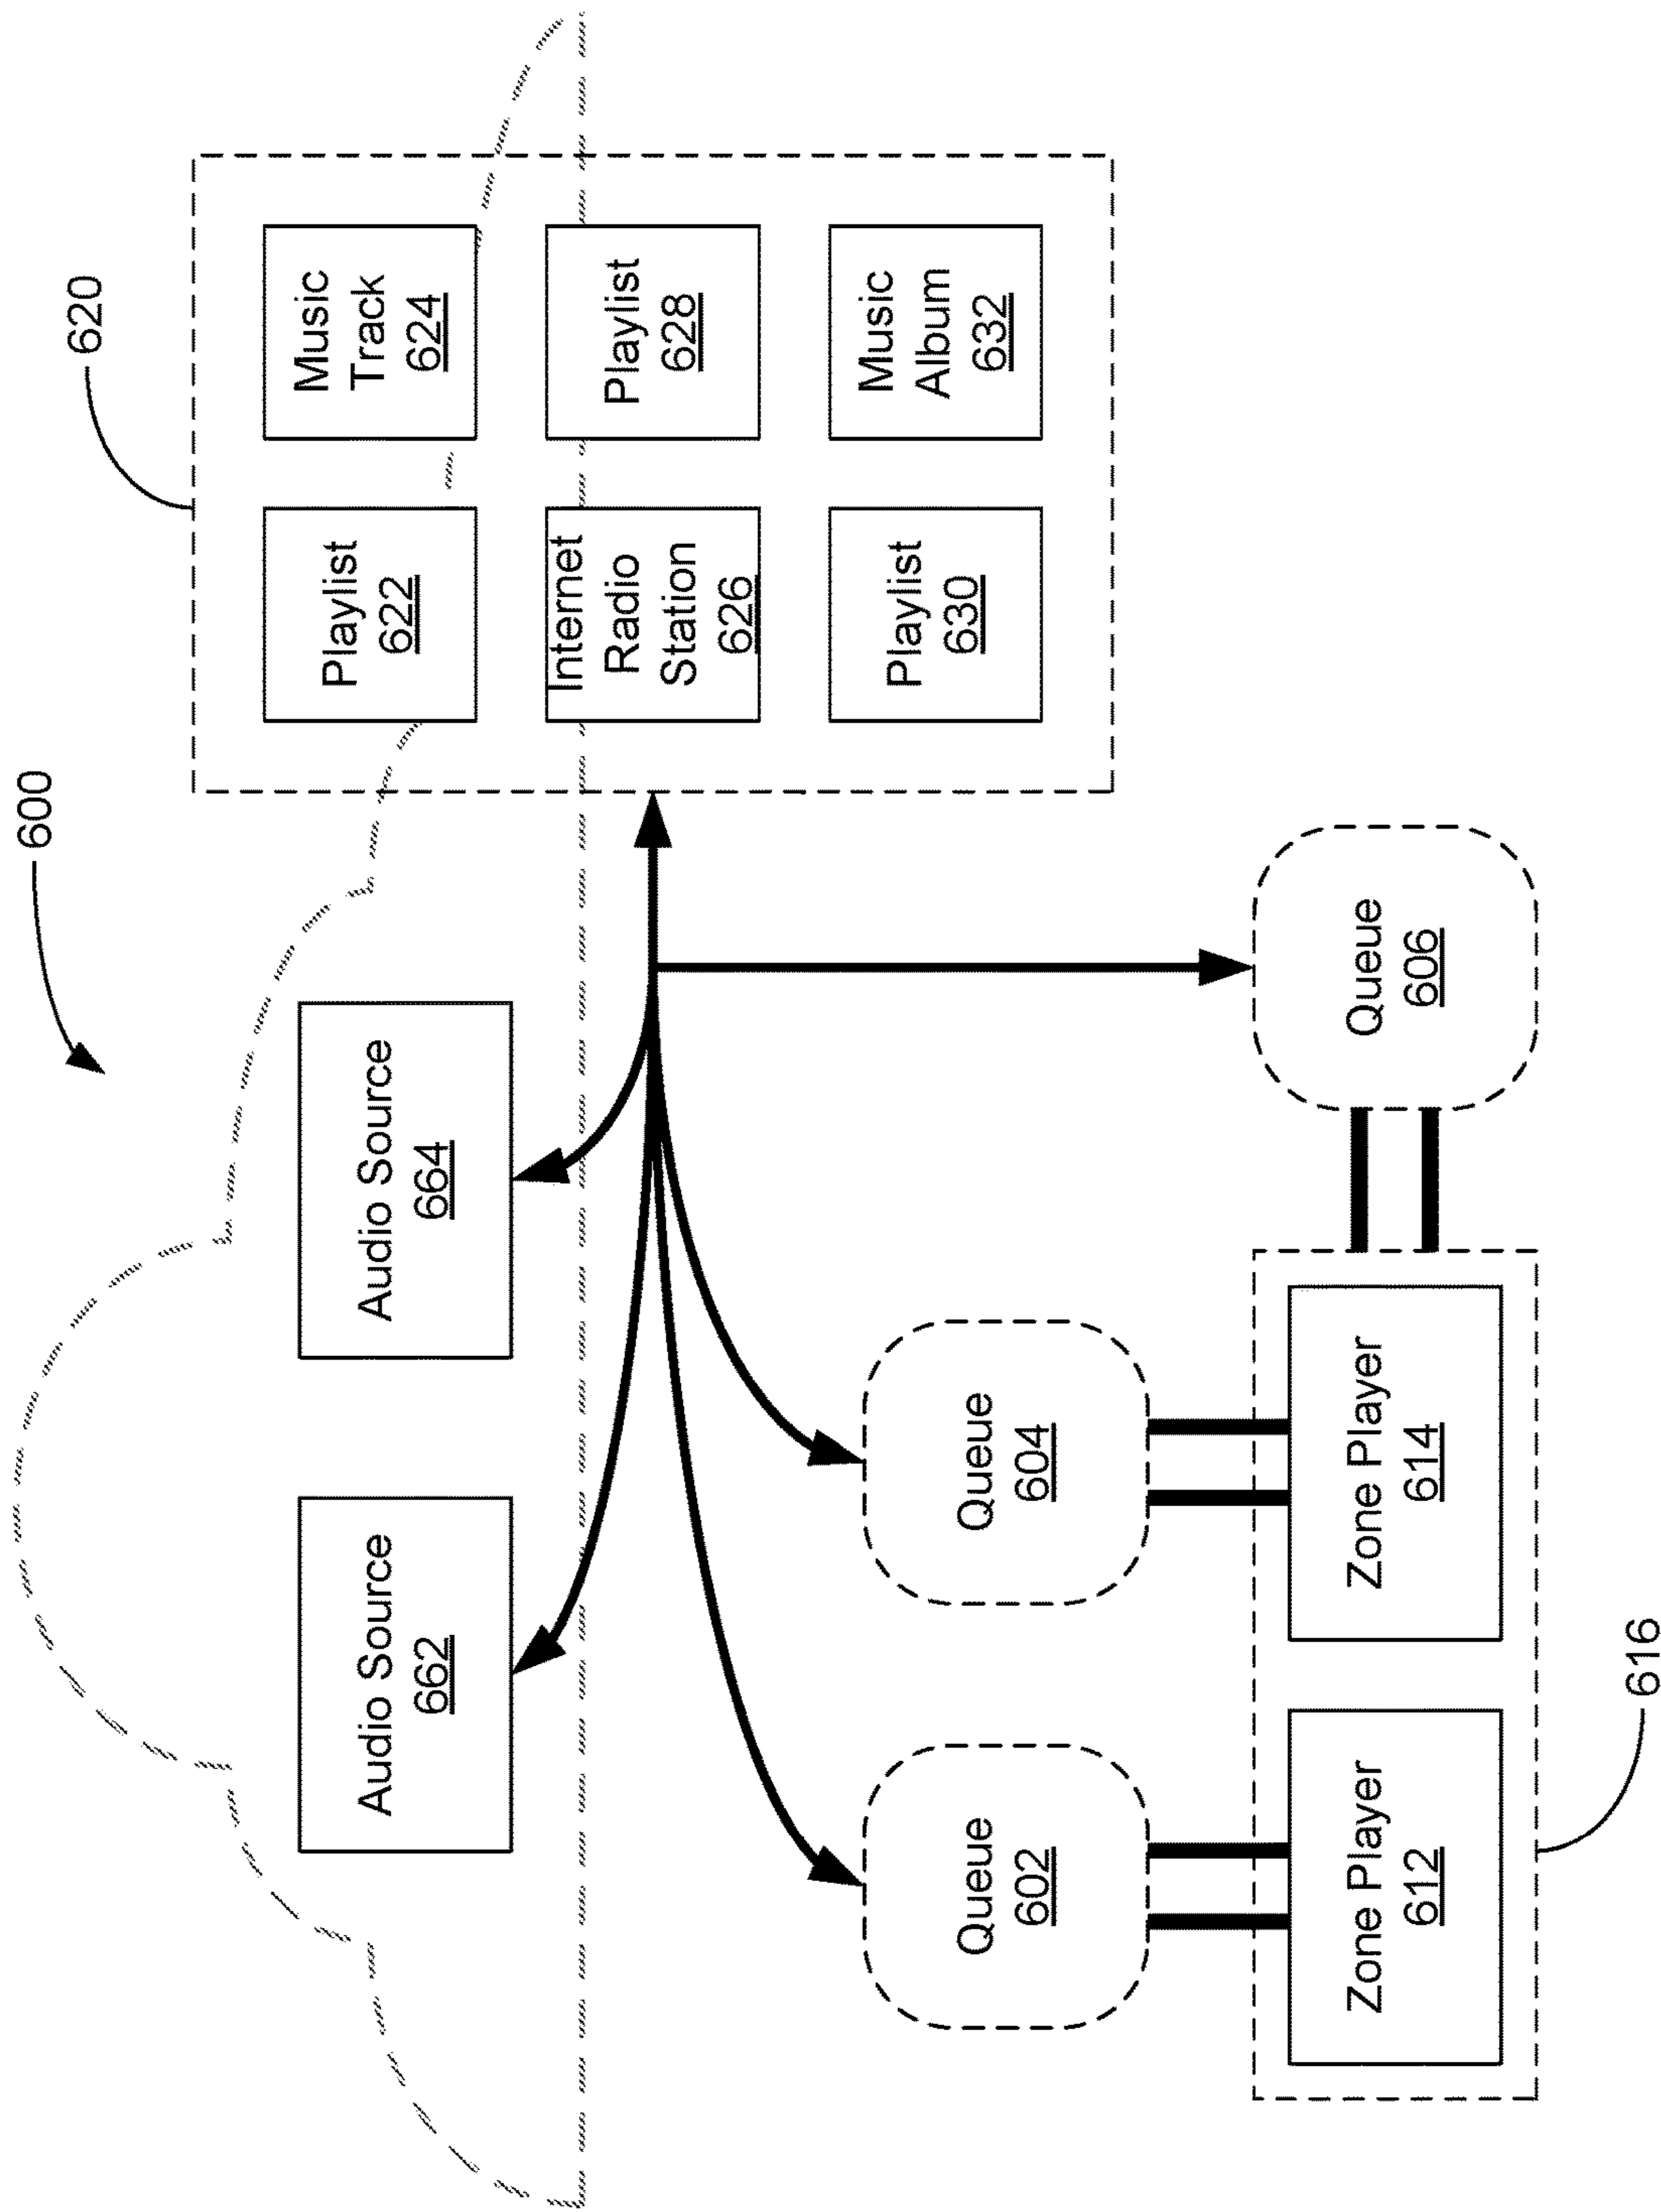 600
620
Audio Source
662
Audio Source
664
Playlist
622
Music
Track
624
Internet
Radio
Station
626
Playlist
628
Playlist
630
Music
Album
632
Queue
602
Queue
604
Queue
606
Zone Player
612
Zone Player
614
616